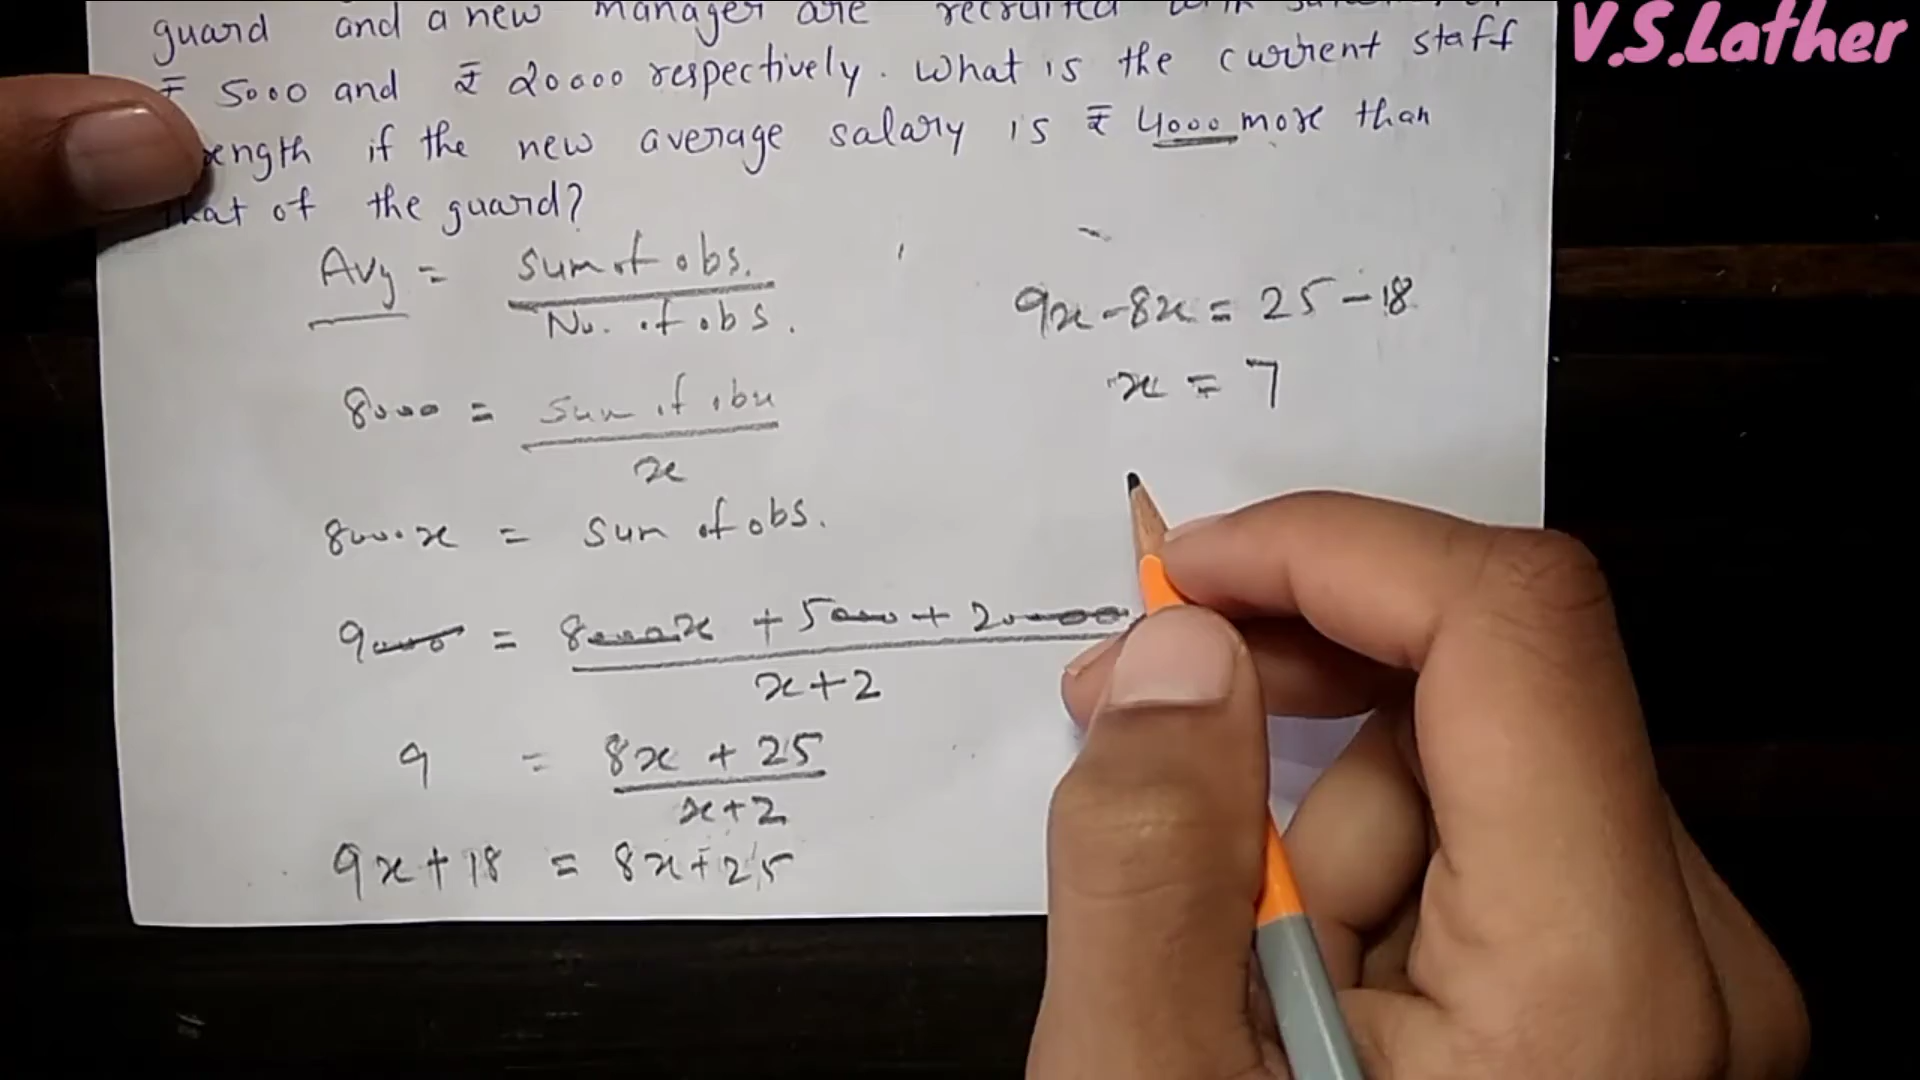 guard and a new manager are recruited
V.S.Lather
₹ 5000 and ₹ 20000 respectively. What is the current staff
if the new average salary is ₹ 4000 more than
that of the guard?
Avg = sum of obs.
No. of obs.
8000 = sum of obs
x
8000x = sum of obs.
9000 = 8000x + 5000 + 20000
x+2
9 = 8x + 25
x+2
9x+18 = 8x+25
9x-8x = 25-18
x = 7